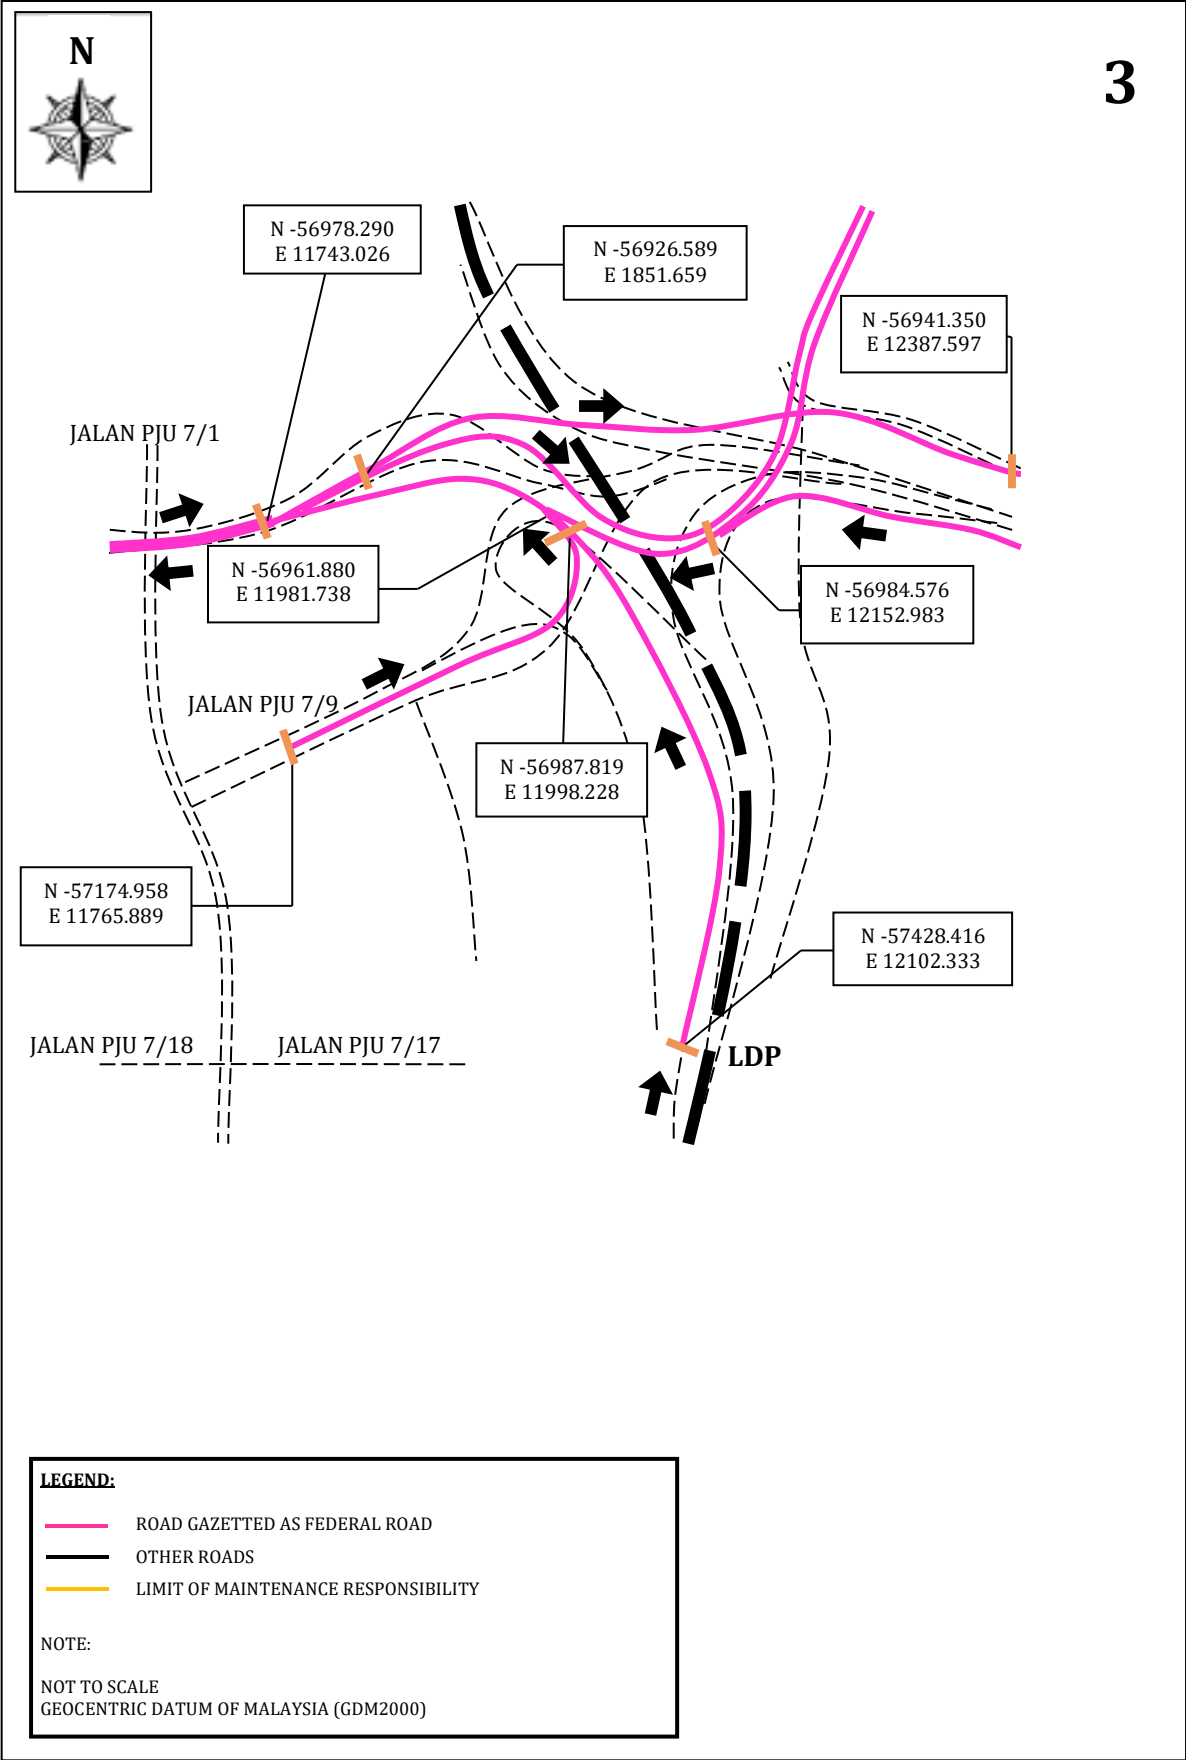 N
3
N -56978.290
E 11743.026
N -56926.589
E 1851.659
N -56941.350
E 12387.597
JALAN PJU 7/1
N -56961.880
E 11981.738
N -56984.576
E 12152.983
JALAN PJU 7/9
N -56987.819
E 11998.228
N -57174.958
E 11765.889
N -57428.416
E 12102.333
JALAN PJU 7/18
JALAN PJU 7/17
LDP
LEGEND:
ROAD GAZETTED AS FEDERAL ROAD
OTHER ROADS
LIMIT OF MAINTENANCE RESPONSIBILITY
NOTE:
NOT TO SCALE
GEOCENTRIC DATUM OF MALAYSIA (GDM2000)